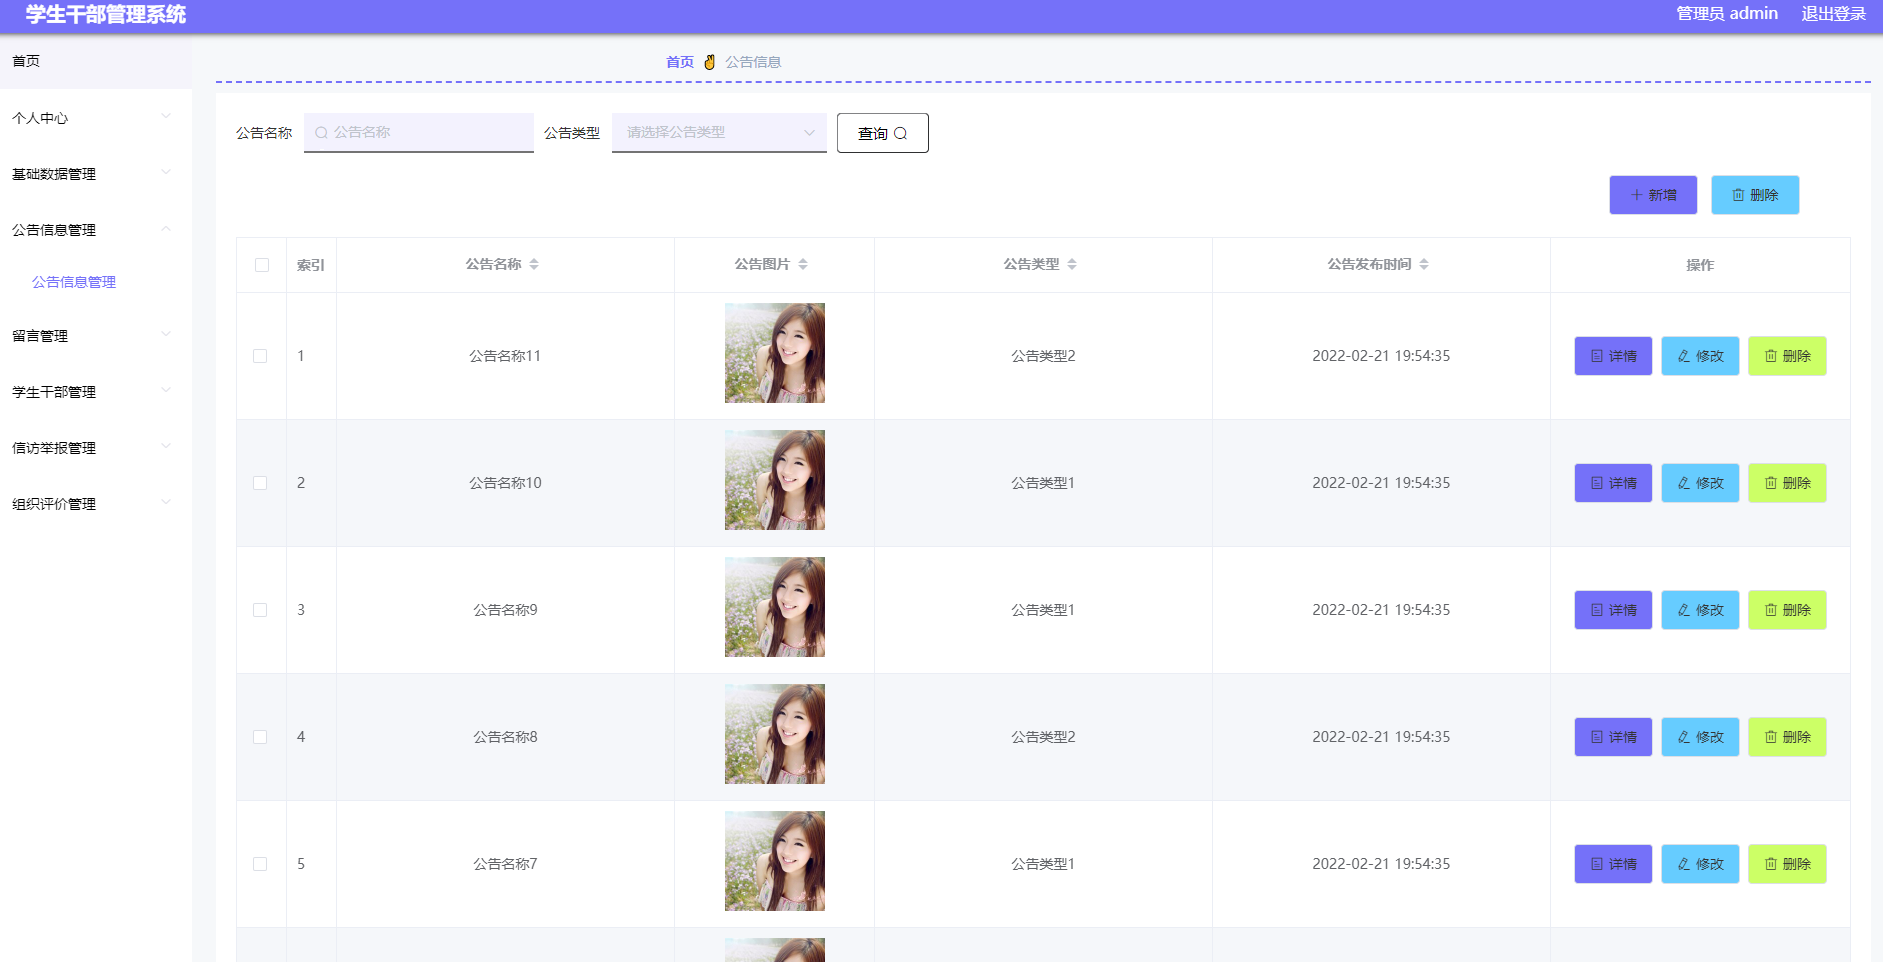 学生干部管理系统
管理员 admin 退出登录
首页
个人中心
基础数据管理
公告信息管理
公告信息管理
留言管理
学生干部管理
信访举报管理
组织评价管理
首页 公告信息
公告名称 公告名称 公告类型 请选择公告类型 查询
新增 删除
索引 公告名称 公告图片 公告类型 公告发布时间 操作
1 公告名称11 公告类型2 2022-02-21 19:54:35 详情 修改 删除
2 公告名称10 公告类型1 2022-02-21 19:54:35 详情 修改 删除
3 公告名称9 公告类型1 2022-02-21 19:54:35 详情 修改 删除
4 公告名称8 公告类型2 2022-02-21 19:54:35 详情 修改 删除
5 公告名称7 公告类型1 2022-02-21 19:54:35 详情 修改 删除